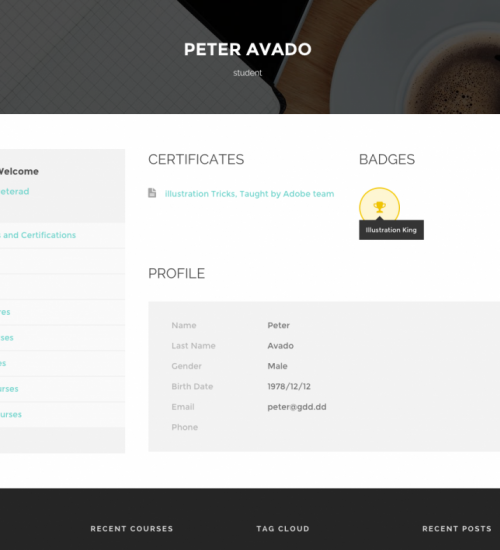 PETER AVADO
student
Welcome
eterad
and Certifications
ses
urses
urses
CERTIFICATES
illustration Tricks, Taught by Adobe team
BADGES
Illustration King
PROFILE
Name Peter
Last Name Avado
Gender Male
Birth Date 1978/12/12
Email peter@gdd.dd
Phone
RECENT COURSES
TAG CLOUD
RECENT POSTS